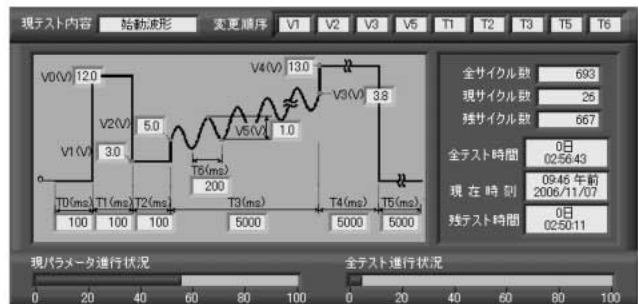 現テスト内容 始動波形 変更順序 V1 V2 V3 V5 T1 T2 T3 T5 T6
V0(V) 12.0
V4(V) 13.0
V2(V) 5.0
V3(V) 3.8
V1(V) 3.0
V5(V) 1.0
T6(ms)
200
T0(ms) T1(ms) T2(ms) T3(ms) T4(ms) T5(ms)
100 100 100 5000 5000 5000
全サイクル数 693
現サイクル数 26
残サイクル数 667
全テスト時間 0日 02:56:43
現在時刻 09:46 午前 2006/11/07
残テスト時間 0日 02:50:11
現パラメータ進行状況
0 20 40 60 80 100
全テスト進行状況
0 20 40 60 80 100